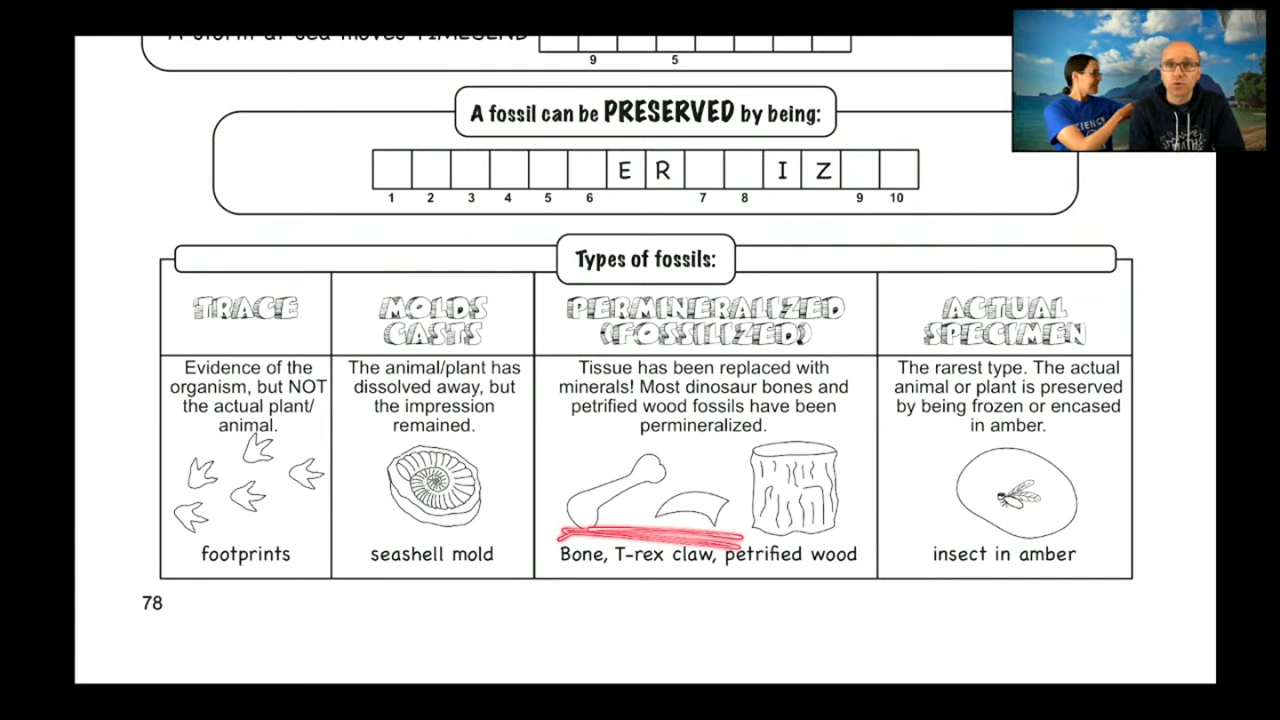 9 5
A fossil can be PRESERVED by being:
E R I Z
1 2 3 4 5 6 7 8 9 10
Types of fossils:
TRACE
Evidence of the
organism, but NOT
the actual plant/
animal.
footprints
MOLDS
CASTS
The animal/plant has
dissolved away, but
the impression
remained.
seashell mold
PERMINERALIZED
(FOSSILIZED)
Tissue has been replaced with
minerals! Most dinosaur bones and
petrified wood fossils have been
permineralized.
Bone, T-rex claw, petrified wood
ACTUAL
SPECIMEN
The rarest type. The actual
animal or plant is preserved
by being frozen or encased
in amber.
insect in amber
78